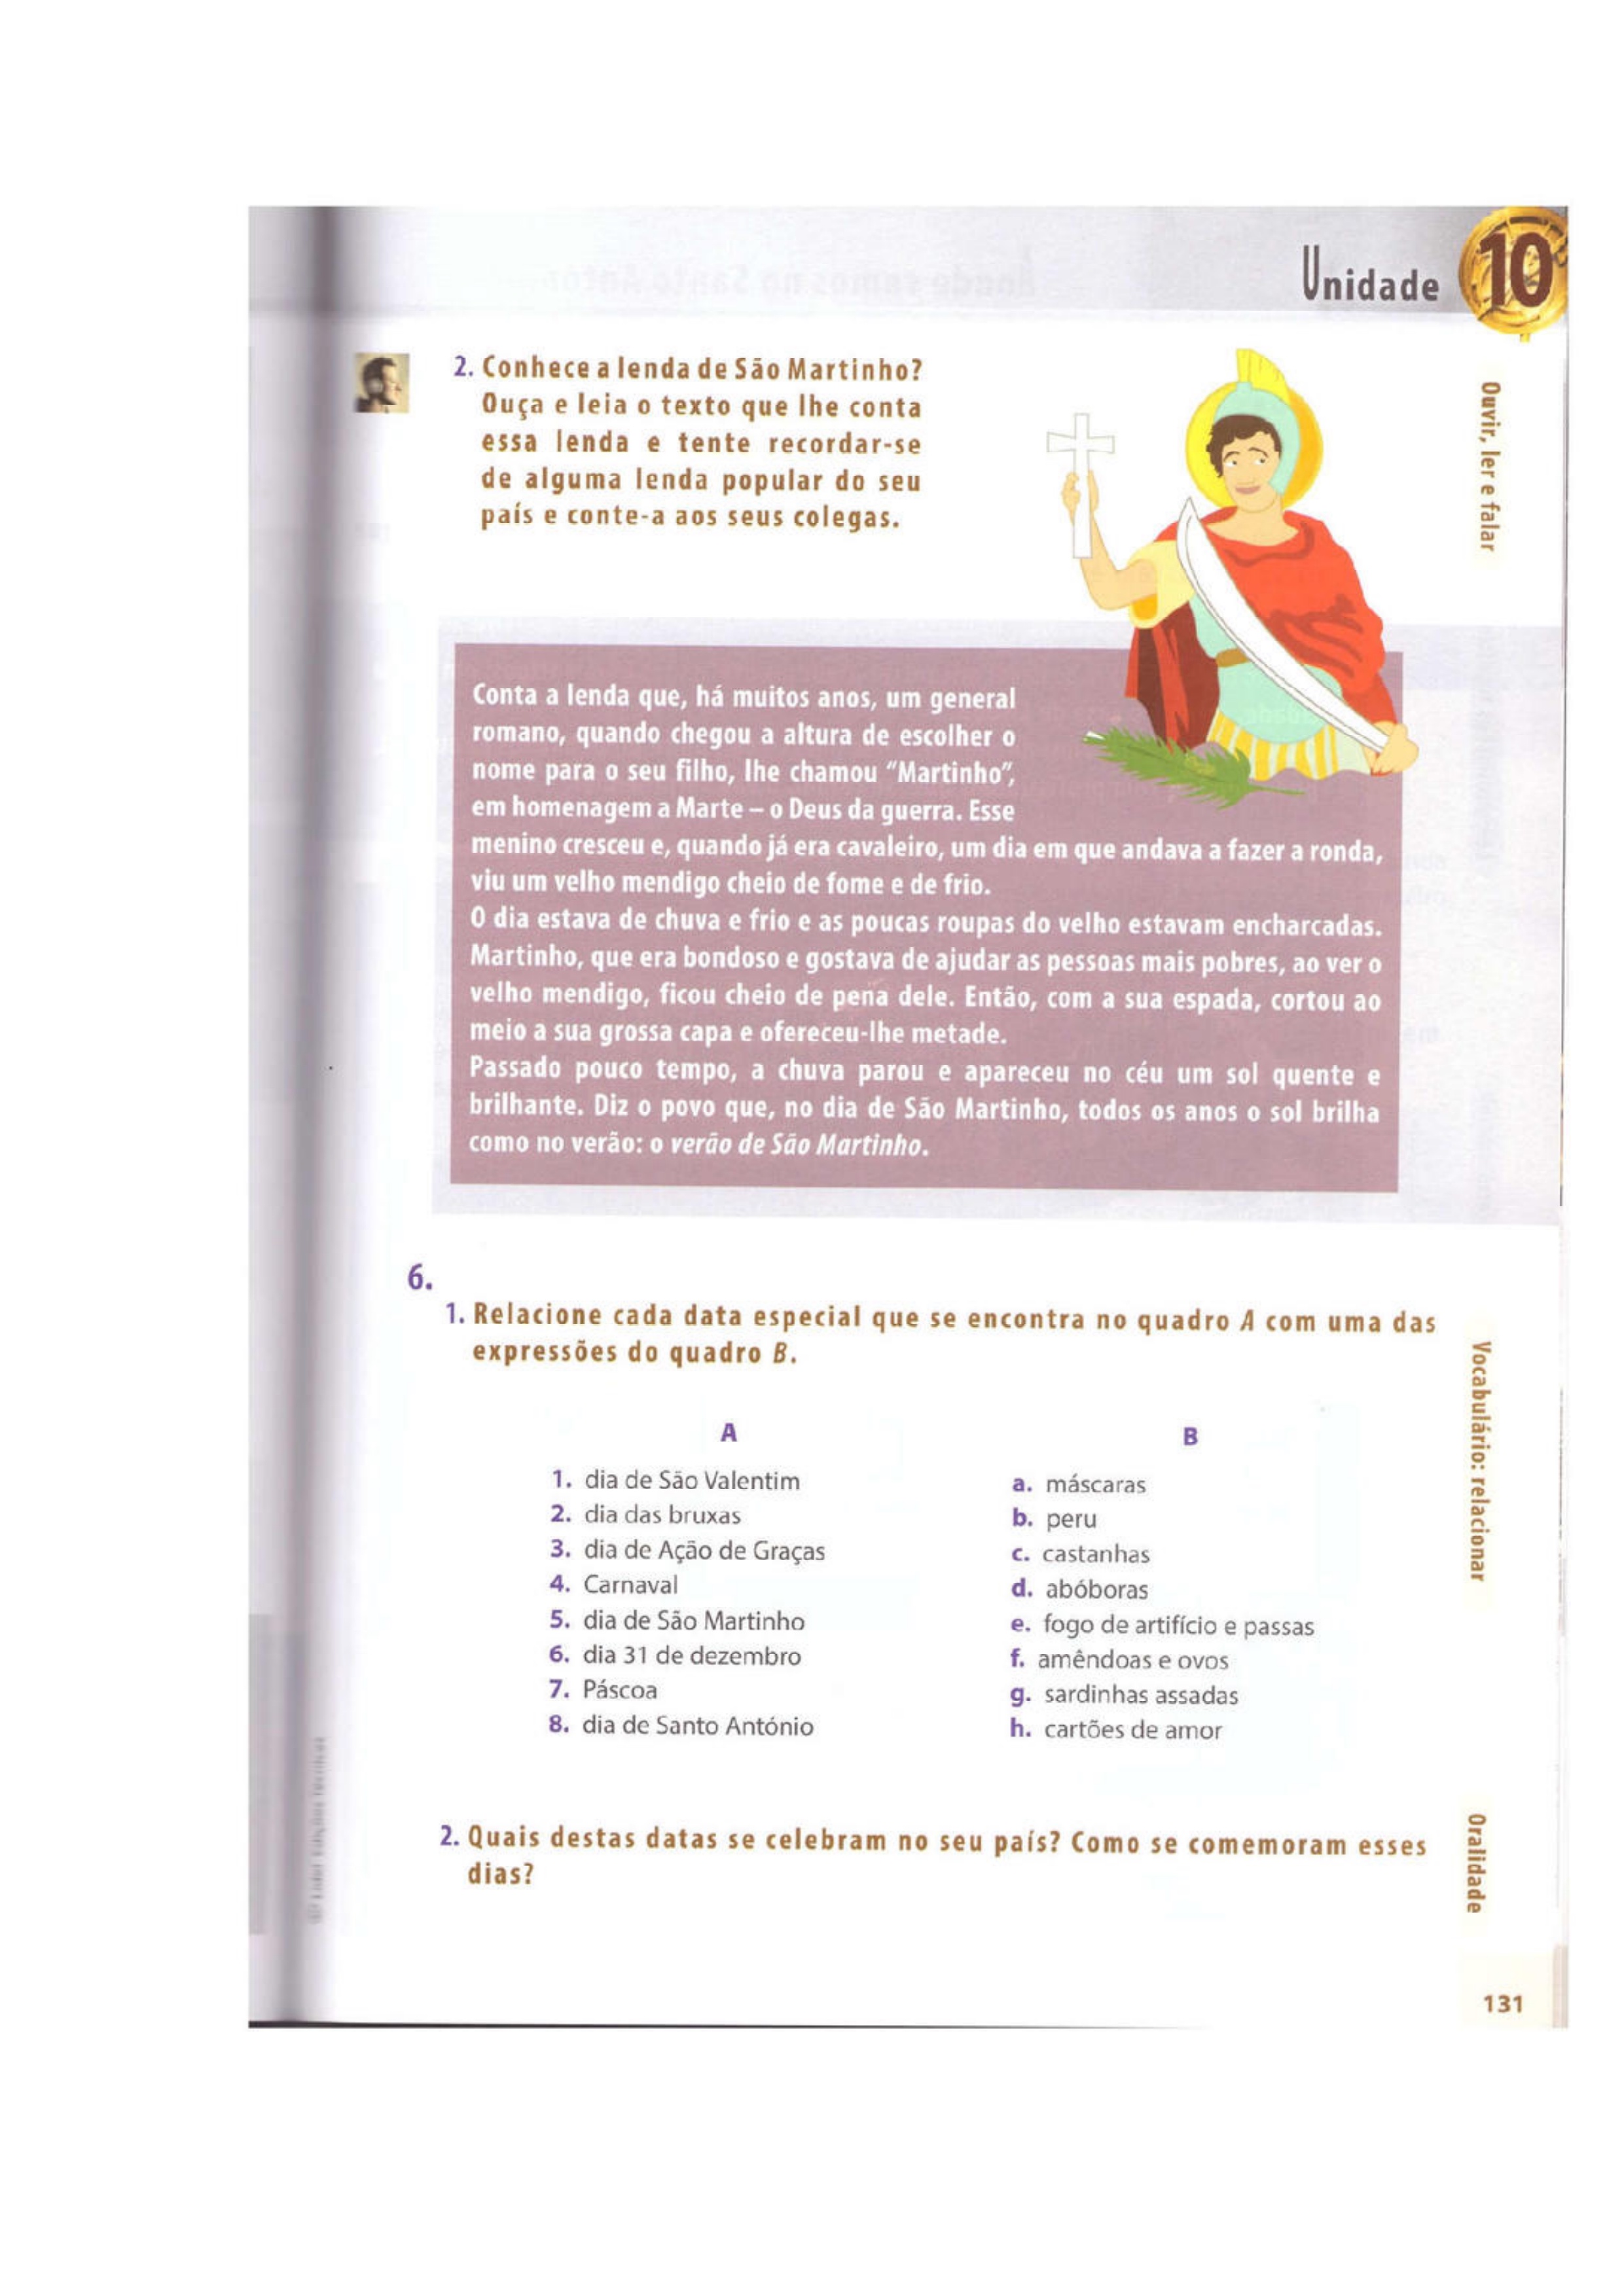 Unidade 10
2. Conhece a lenda de São Martinho?
Ouça e leia o texto que lhe conta
essa lenda e tente recordar-se
de alguma lenda popular do seu
país e conte-a aos seus colegas.
Ouvir, ler e falar
Conta a lenda que, há muitos anos, um general
romano, quando chegou a altura de escolher o
nome para o seu filho, lhe chamou "Martinho",
em homenagem a Marte – o Deus da guerra. Esse
menino cresceu e, quando já era cavaleiro, um dia em que andava a fazer a ronda,
viu um velho mendigo cheio de fome e de frio.
O dia estava de chuva e frio e as poucas roupas do velho estavam encharcadas.
Martinho, que era bondoso e gostava de ajudar as pessoas mais pobres, ao ver o
velho mendigo, ficou cheio de pena dele. Então, com a sua espada, cortou ao
meio a sua grossa capa e ofereceu-lhe metade.
Passado pouco tempo, a chuva parou e apareceu no céu um sol quente e
brilhante. Diz o povo que, no dia de São Martinho, todos os anos o sol brilha
como no verão: o verão de São Martinho.
6.
1. Relacione cada data especial que se encontra no quadro A com uma das
expressões do quadro B.
Vocabulário: relacionar
A
1. dia de São Valentim
2. dia das bruxas
3. dia de Ação de Graças
4. Carnaval
5. dia de São Martinho
6. dia 31 de dezembro
7. Páscoa
8. dia de Santo António
B
a. máscaras
b. peru
c. castanhas
d. abóboras
e. fogo de artifício e passas
f. amêndoas e ovos
g. sardinhas assadas
h. cartões de amor
2. Quais destas datas se celebram no seu país? Como se comemoram esses
dias?
Oralidade
131